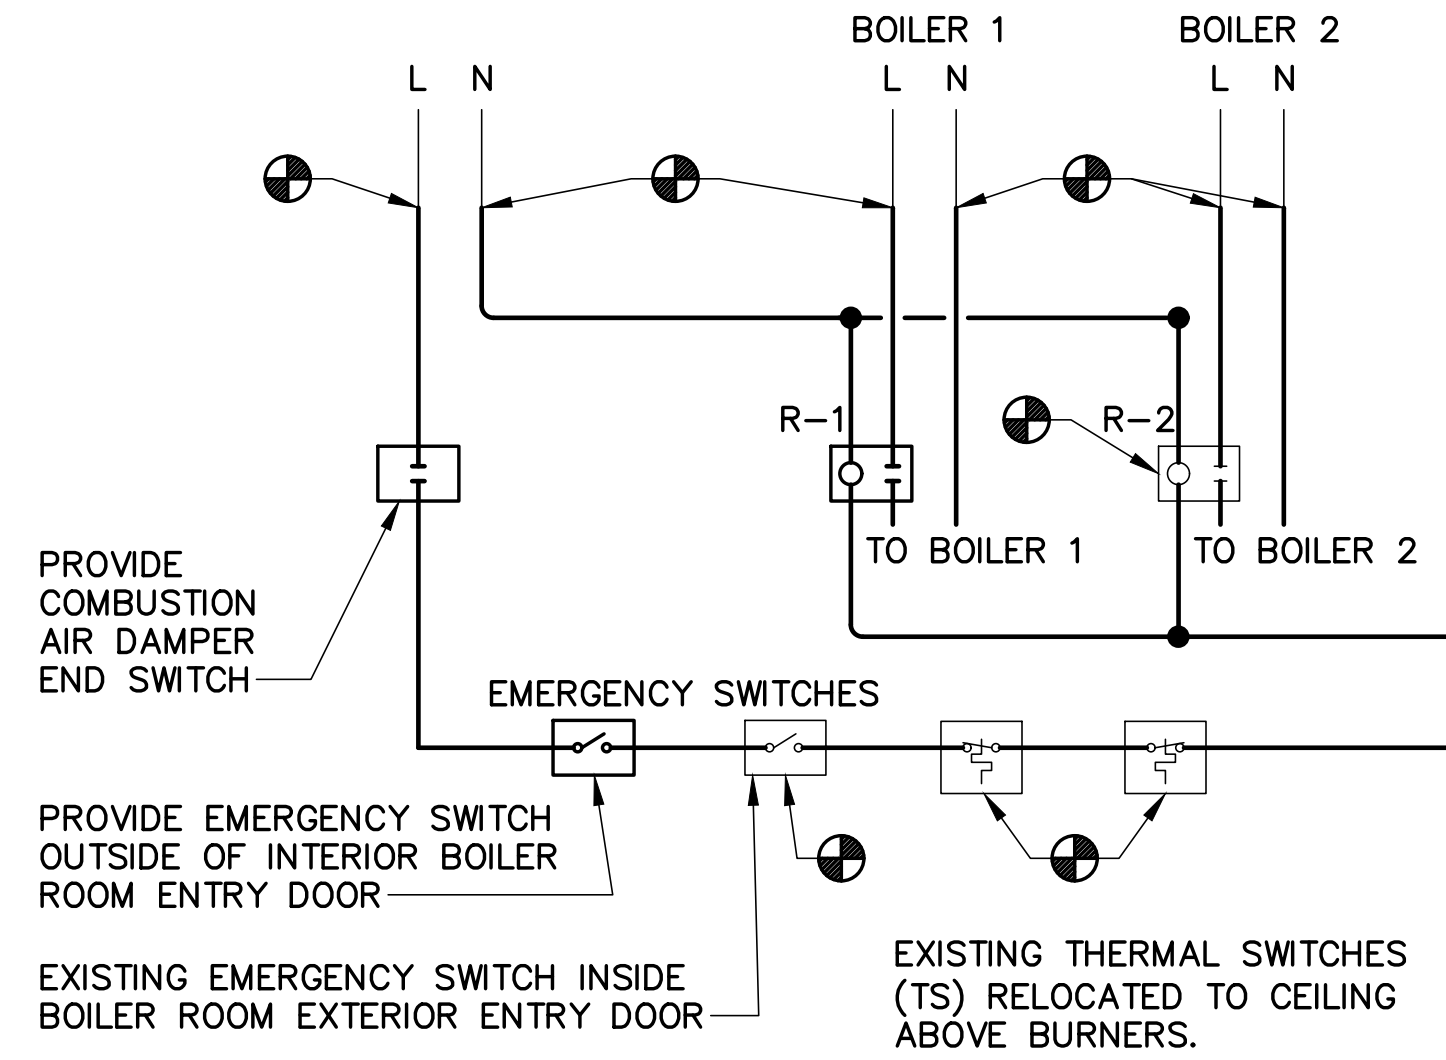 BOILER 1
BOILER 2
L N
L N
L N
R-1
R-2
TO BOILER 1
TO BOILER 2
PROVIDE
COMBUSTION
AIR DAMPER
END SWITCH
EMERGENCY SWITCHES
PROVIDE EMERGENCY SWITCH
OUTSIDE OF INTERIOR BOILER
ROOM ENTRY DOOR
EXISTING EMERGENCY SWITCH INSIDE
BOILER ROOM EXTERIOR ENTRY DOOR
EXISTING THERMAL SWITCHES
(TS) RELOCATED TO CEILING
ABOVE BURNERS.